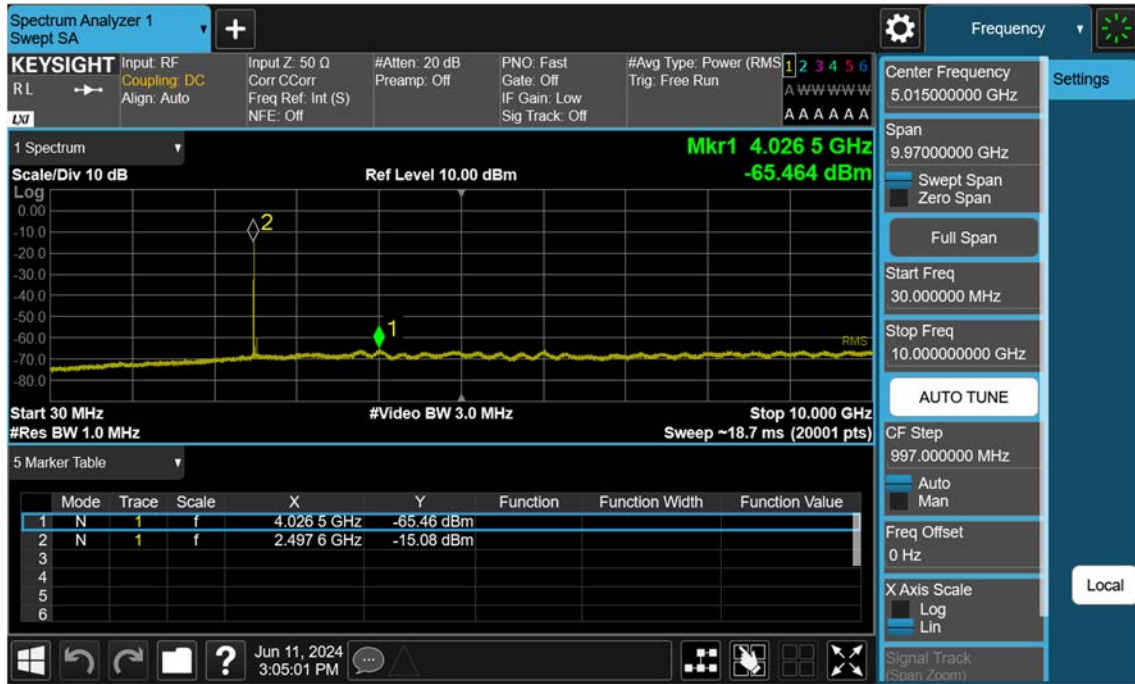 Spectrum Analyzer 1
Swept SA
+
Frequency
KEYSIGHT
RL
LXI
Input: RF
Coupling: DC
Align: Auto
Input Z: 50 Ω
Corr CCorr
Freq Ref: Int (S)
NFE: Off
#Atten: 20 dB
Preamp: Off
PNO: Fast
Gate: Off
IF Gain: Low
Sig Track: Off
#Avg Type: Power (RMS
Trig: Free Run
1 2 3 4 5 6
A W W W W W
A A A A A A
1 Spectrum
Mkr1 4.026 5 GHz
Scale/Div 10 dB
Ref Level 10.00 dBm
-65.464 dBm
Log
0.00
-10.0
-20.0
-30.0
-40.0
-50.0
-60.0
-70.0
-80.0
2
1
RMS
Start 30 MHz
#Video BW 3.0 MHz
Stop 10.000 GHz
#Res BW 1.0 MHz
Sweep ~18.7 ms (20001 pts)
5 Marker Table
Mode Trace Scale X Y Function Function Width Function Value
1 N 1 f 4.026 5 GHz -65.46 dBm
2 N 1 f 2.497 6 GHz -15.08 dBm
3
4
5
6
Center Frequency
5.015000000 GHz
Span
9.97000000 GHz
Swept Span
Zero Span
Full Span
Start Freq
30.000000 MHz
Stop Freq
10.000000000 GHz
AUTO TUNE
CF Step
997.000000 MHz
Auto
Man
Freq Offset
0 Hz
X Axis Scale
Log
Lin
Signal Track
(Span Zoom)
Settings
Local
?
Jun 11, 2024
3:05:01 PM